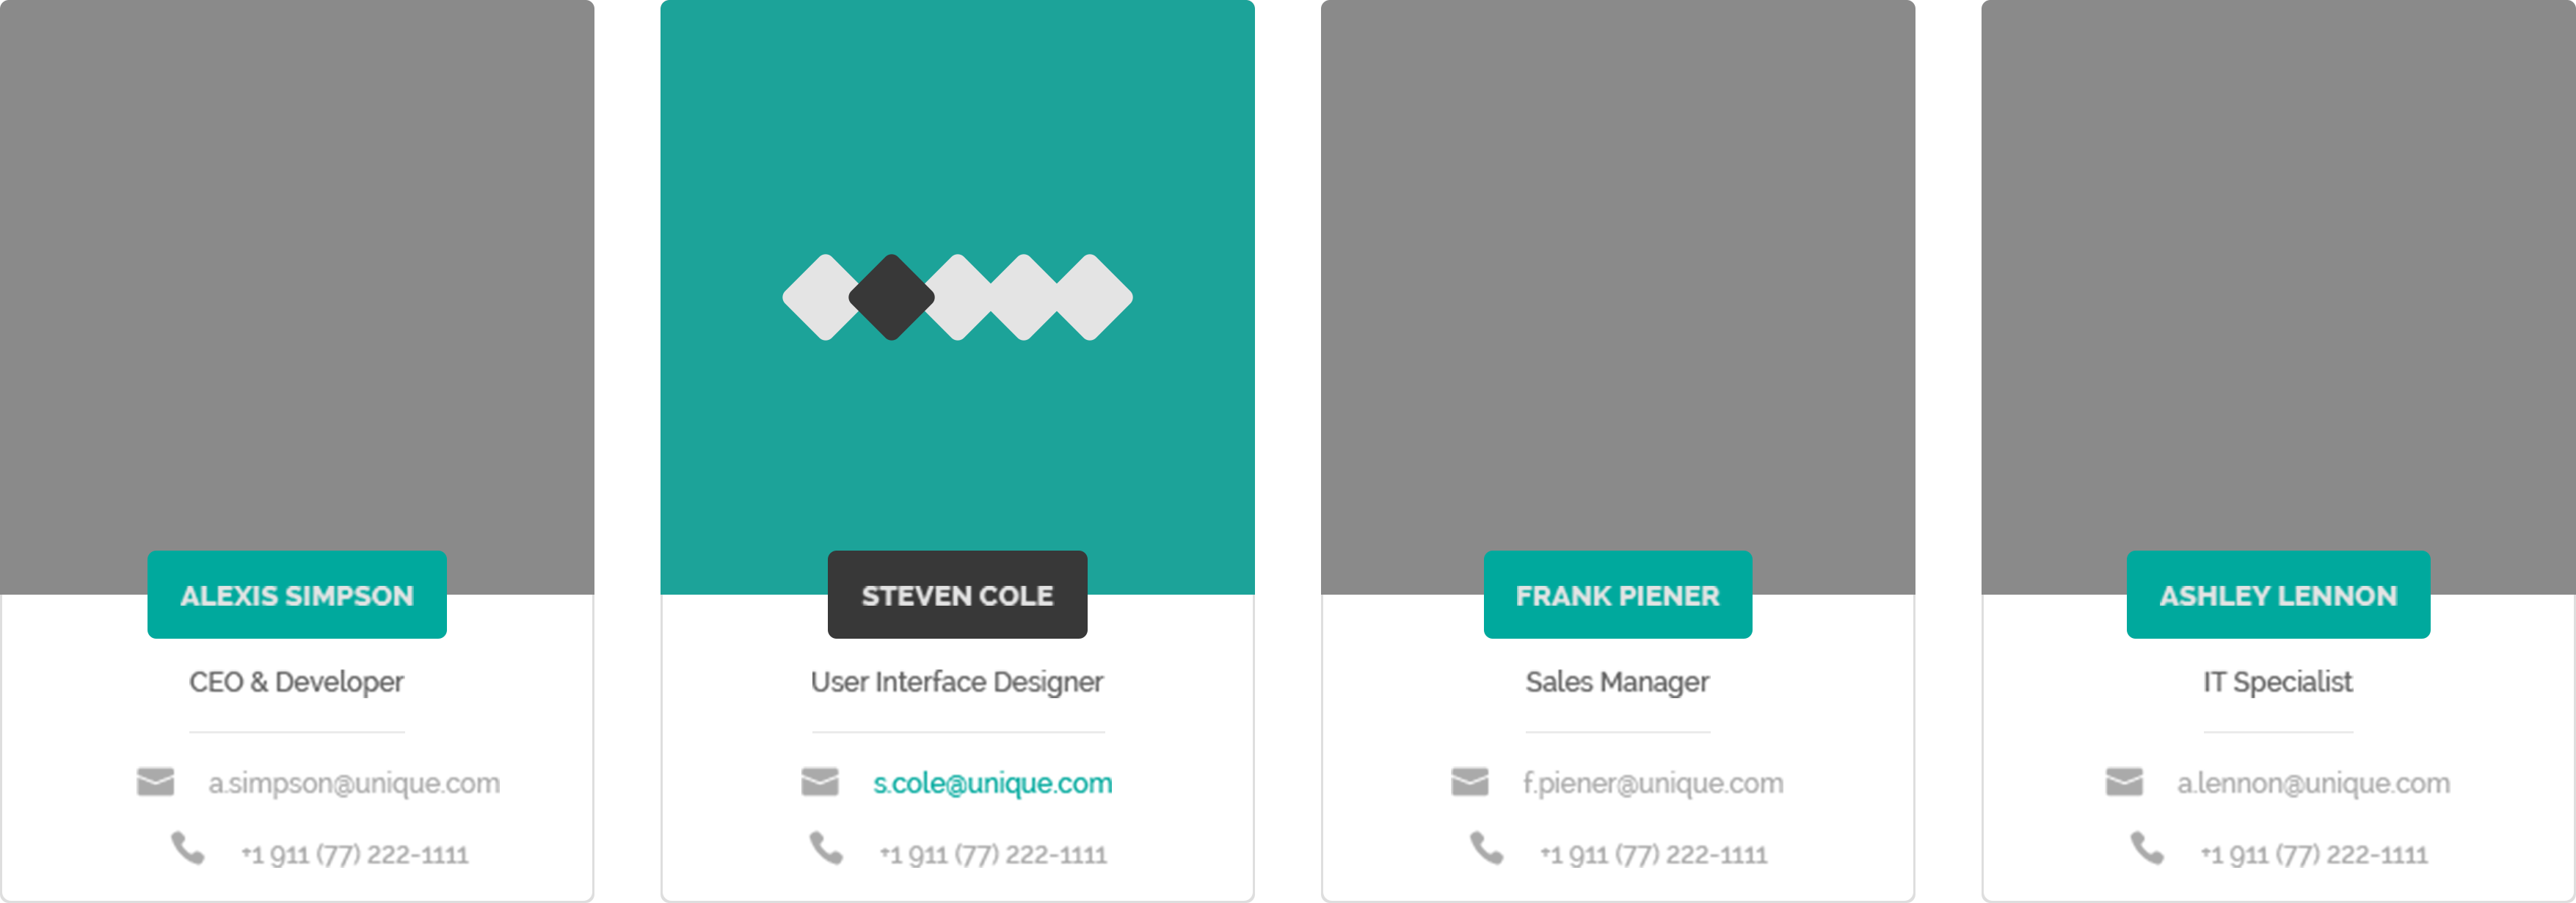 ALEXIS SIMPSON
CEO & Developer
a.simpson@unique.com
+1 911 (77) 222-1111
STEVEN COLE
User Interface Designer
s.cole@unique.com
+1 911 (77) 222-1111
FRANK PIENER
Sales Manager
f.piener@unique.com
+1 911 (77) 222-1111
ASHLEY LENNON
IT Specialist
a.lennon@unique.com
+1 911 (77) 222-1111